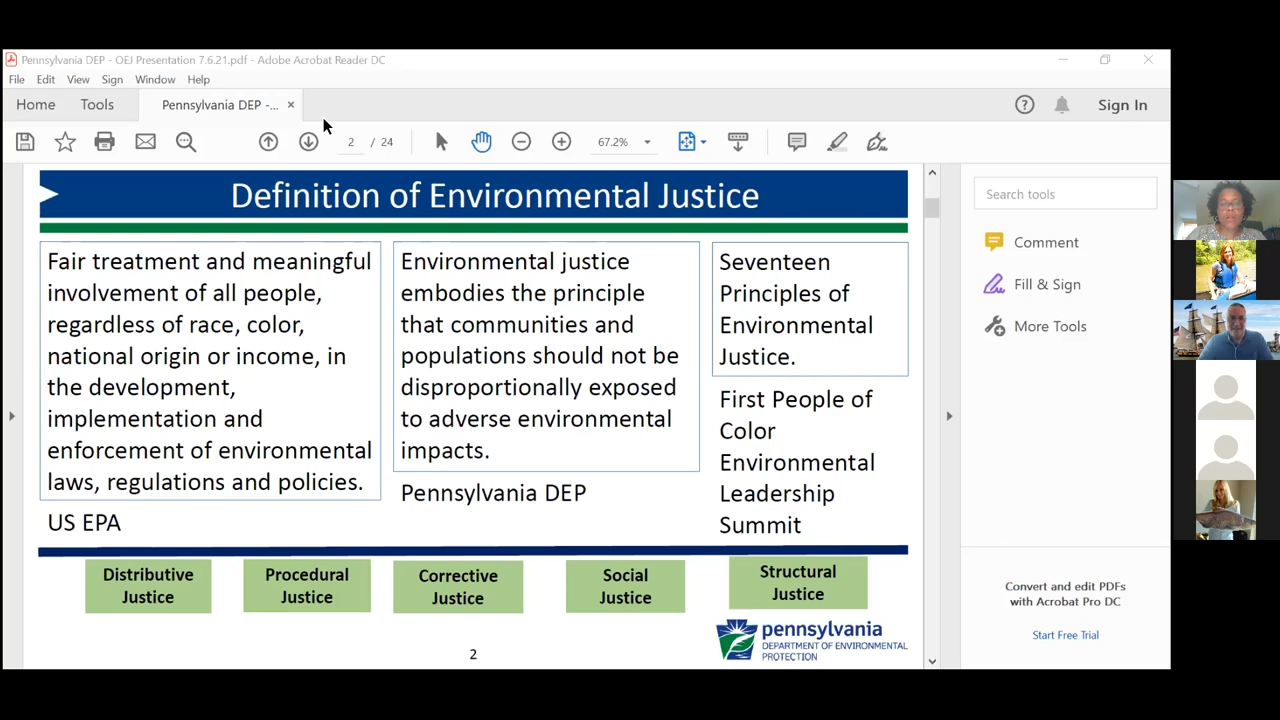 Pennsylvania DEP - OEJ Presentation 7.6.21.pdf - Adobe Acrobat Reader DC
File Edit View Sign Window Help
Home Tools Pennsylvania DEP -... × Sign In
2 / 24 67.2%
Definition of Environmental Justice
Fair treatment and meaningful
involvement of all people,
regardless of race, color,
national origin or income, in
the development,
implementation and
enforcement of environmental
laws, regulations and policies.
US EPA
Environmental justice
embodies the principle
that communities and
populations should not be
disproportionally exposed
to adverse environmental
impacts.
Pennsylvania DEP
Seventeen
Principles of
Environmental
Justice.
First People of
Color
Environmental
Leadership
Summit
Distributive
Justice
Procedural
Justice
Corrective
Justice
Social
Justice
Structural
Justice
pennsylvania
DEPARTMENT OF ENVIRONMENTAL
PROTECTION
2
Search tools
Comment
Fill & Sign
More Tools
Convert and edit PDFs
with Acrobat Pro DC
Start Free Trial